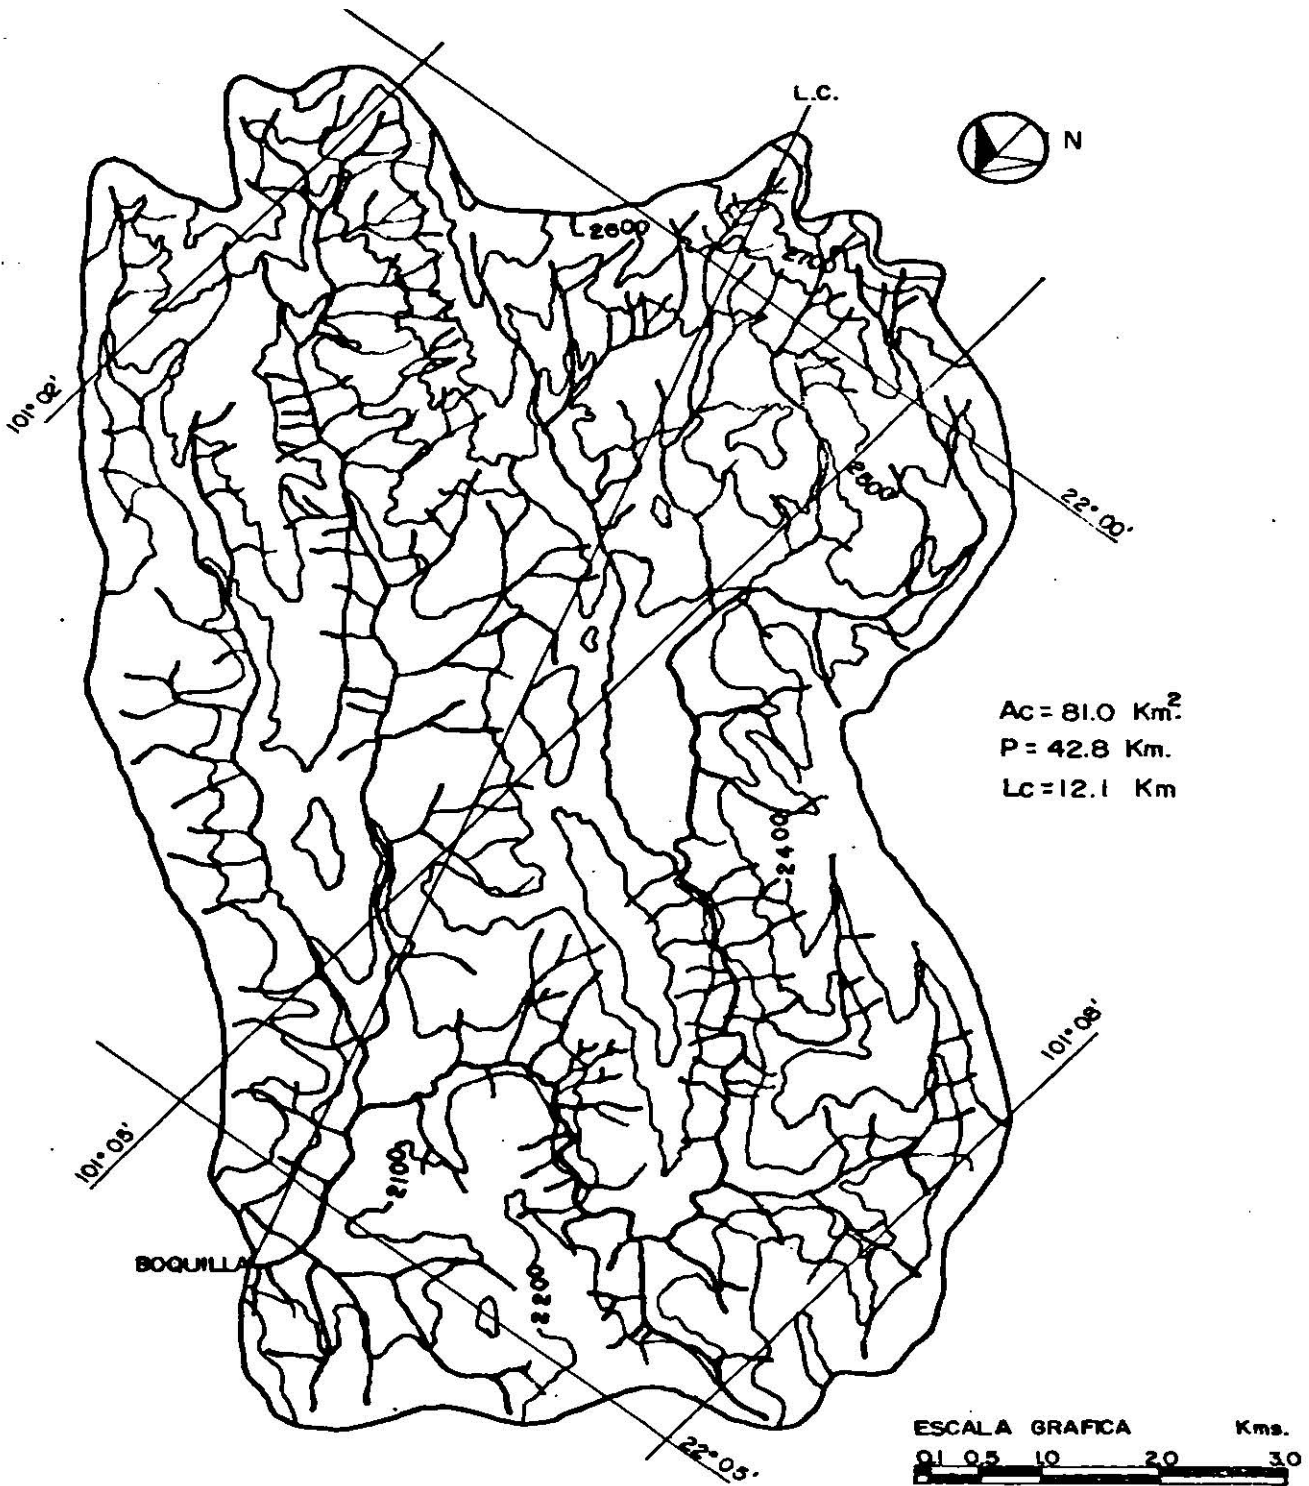 L.C.
N
2600
2700
101° 02'
2500
22° 00'
Ac = 81.0 Km².
P = 42.8 Km.
Lc = 12.1 Km
2400
101° 08'
101° 05'
2100
BOQUILLA
2200
22° 05'
ESCALA GRAFICA Kms.
0.1 0.5 1.0 2.0 3.0